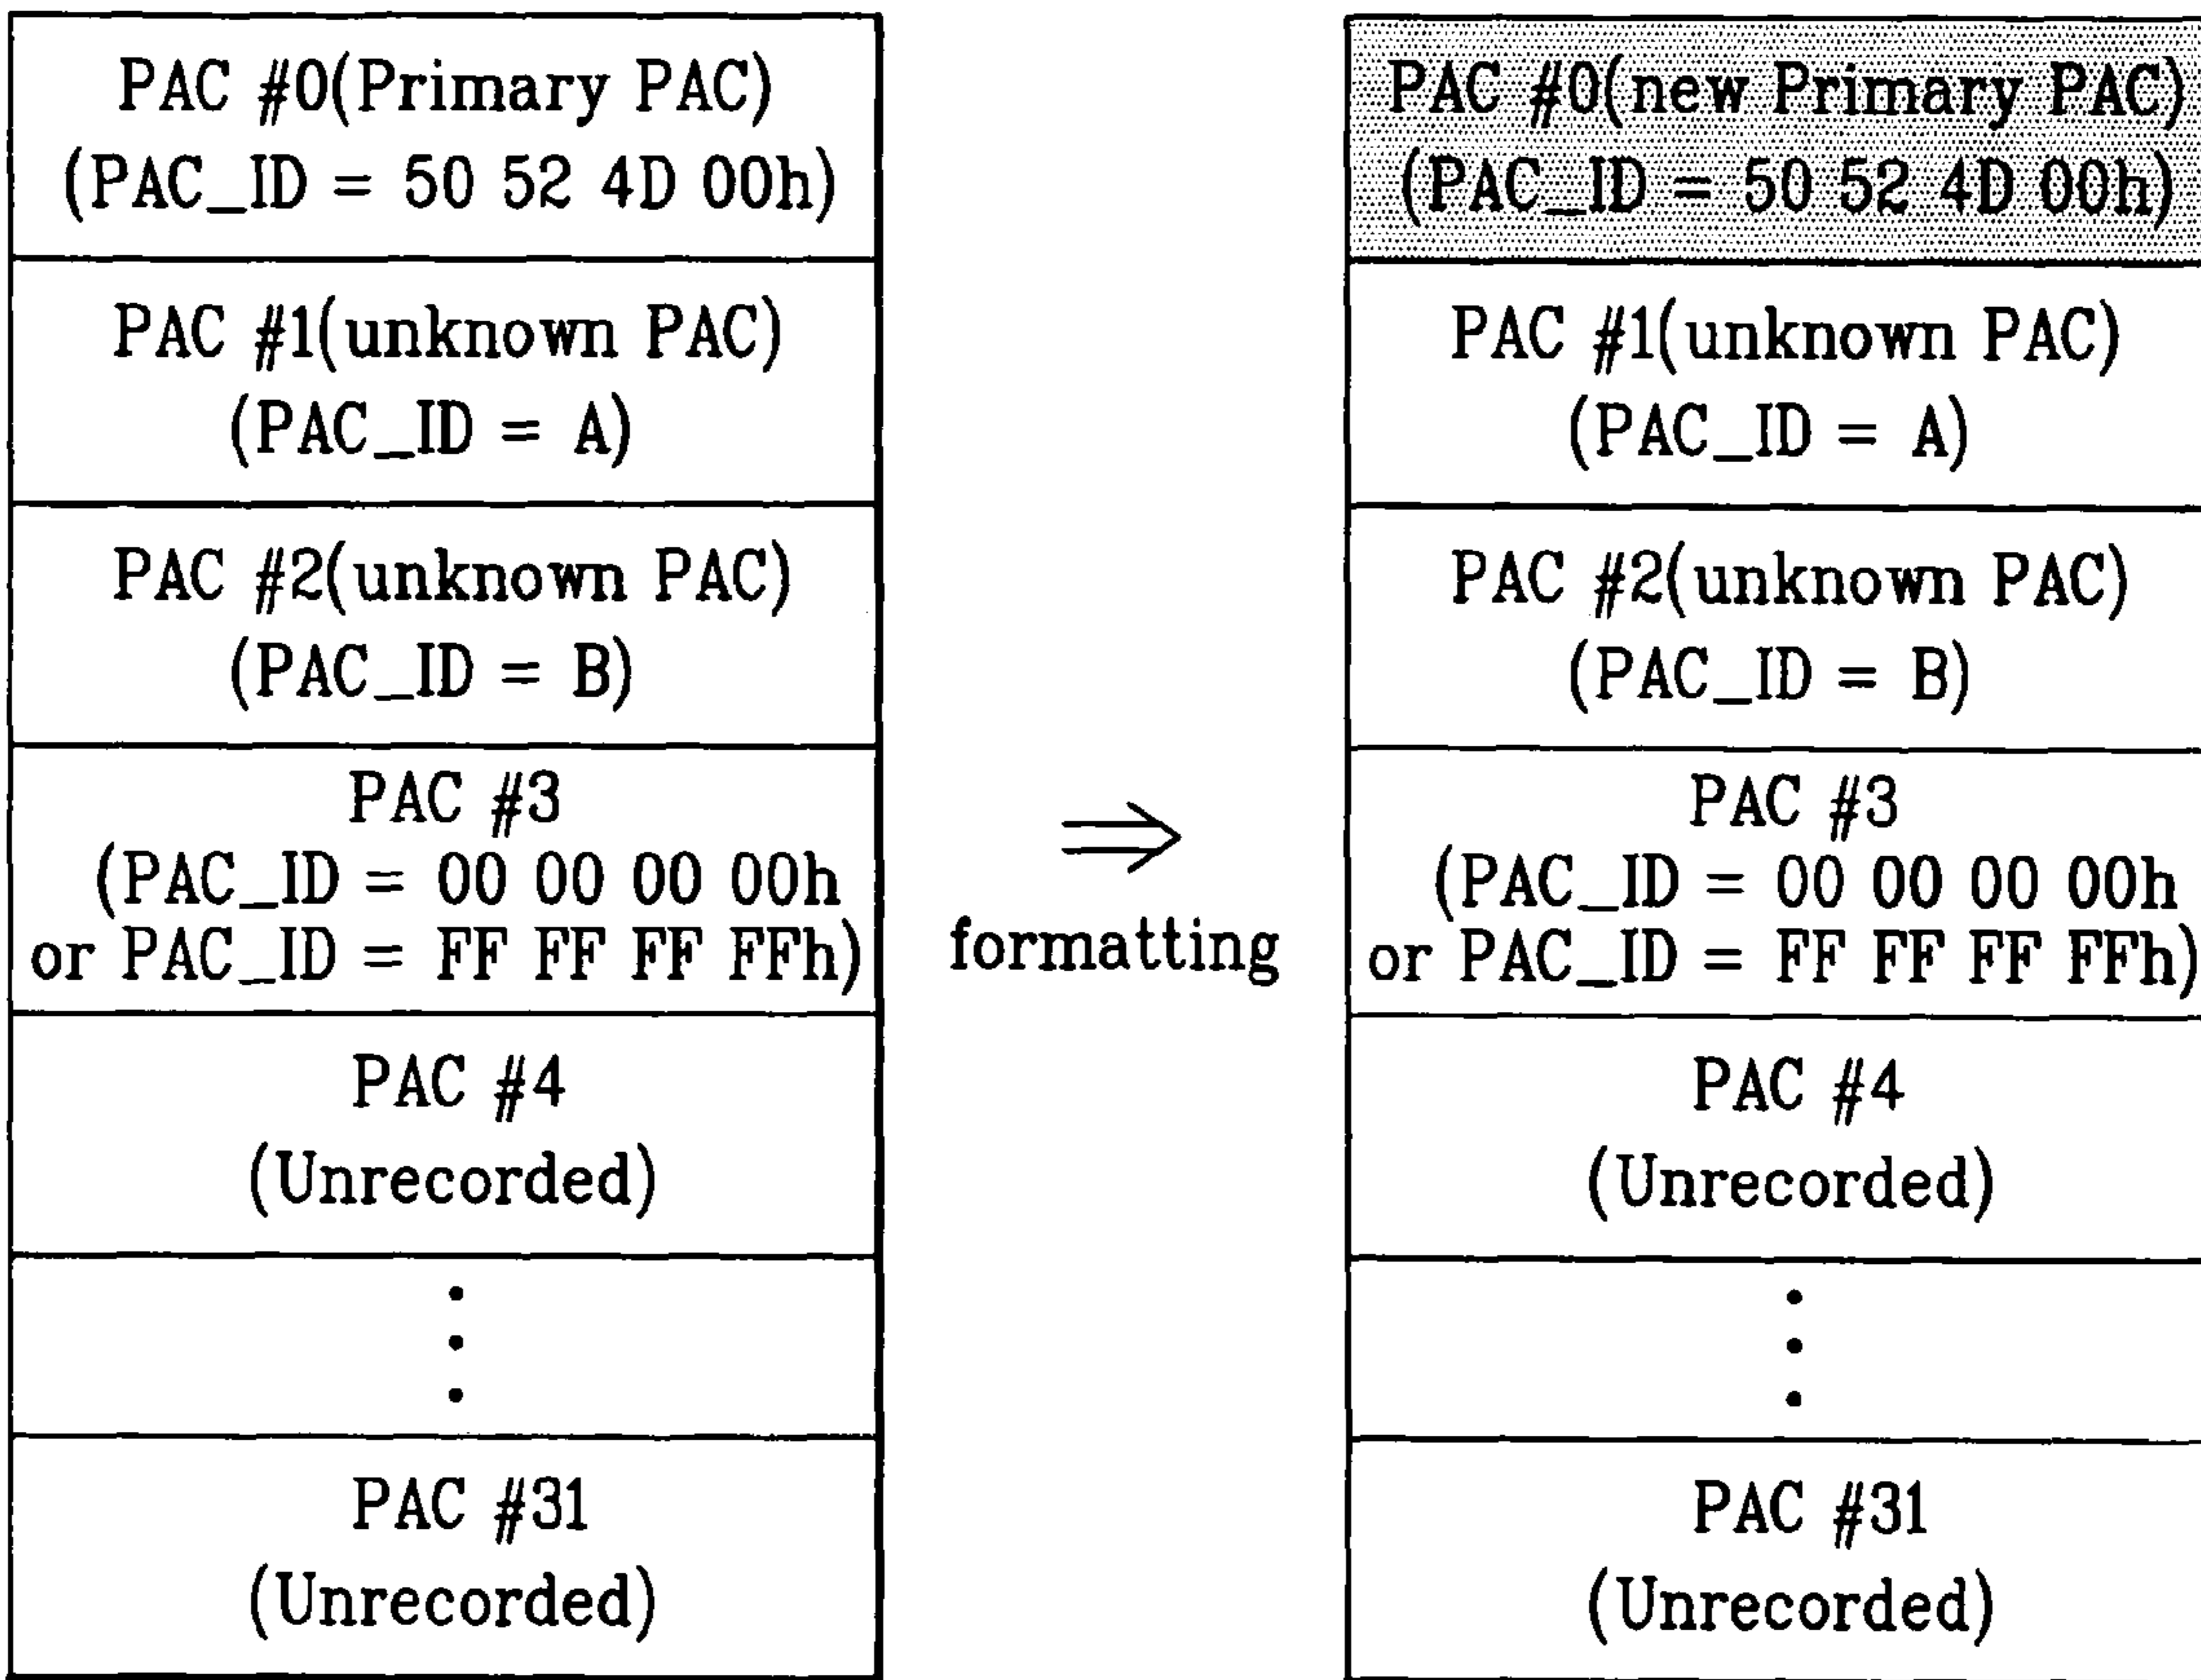 PAC #0(Primary PAC)
(PAC_ID = 50 52 4D 00h)
PAC #1(unknown PAC)
(PAC_ID = A)
PAC #2(unknown PAC)
(PAC_ID = B)
PAC #3
(PAC_ID = 00 00 00 00h
or PAC_ID = FF FF FF FFh)
PAC #4
(Unrecorded)
PAC #31
(Unrecorded)
⇒
formatting
PAC #0(new Primary PAC)
(PAC_ID = 50 52 4D 00h)
PAC #1(unknown PAC)
(PAC_ID = A)
PAC #2(unknown PAC)
(PAC_ID = B)
PAC #3
(PAC_ID = 00 00 00 00h
or PAC_ID = FF FF FF FFh)
PAC #4
(Unrecorded)
PAC #31
(Unrecorded)